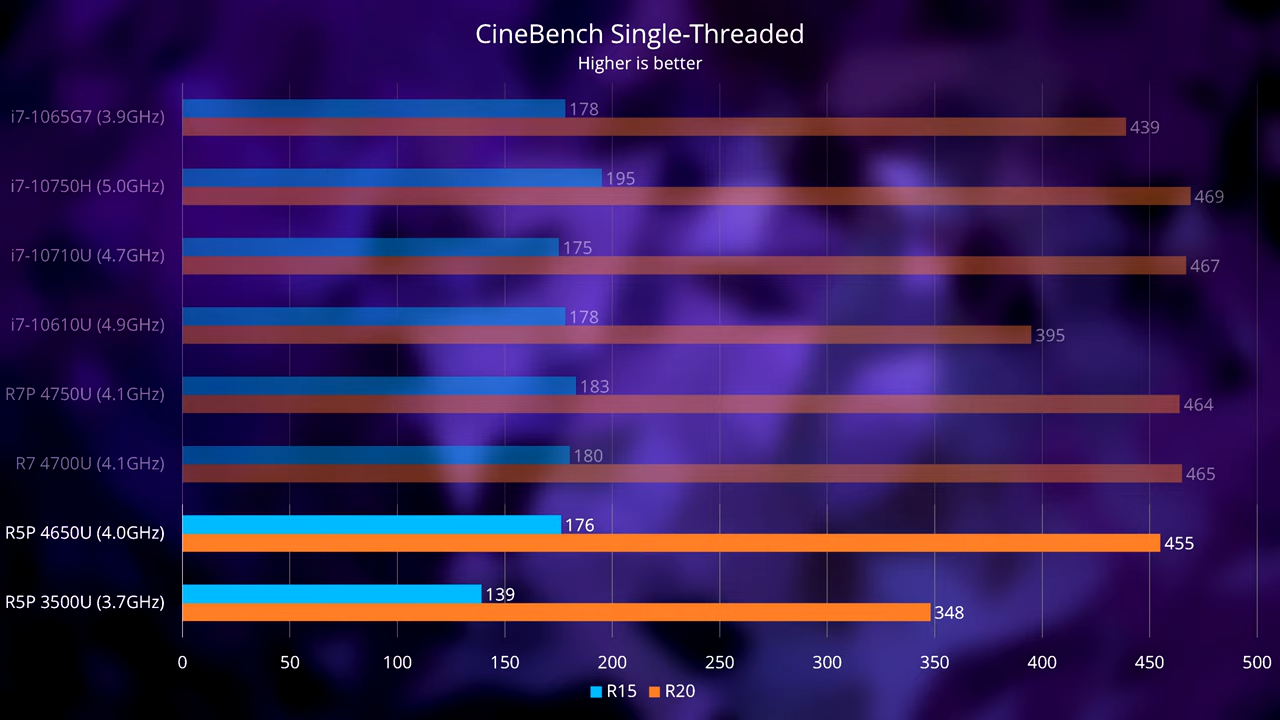 CineBench Single-Threaded
Higher is better
i7-1065G7 (3.9GHz)
178
439
i7-10750H (5.0GHz)
195
469
i7-10710U (4.7GHz)
175
467
i7-10610U (4.9GHz)
178
395
R7P 4750U (4.1GHz)
183
464
R7 4700U (4.1GHz)
180
465
R5P 4650U (4.0GHz)
176
455
R5P 3500U (3.7GHz)
139
348
0 50 100 150 200 250 300 350 400 450 500
R15 R20